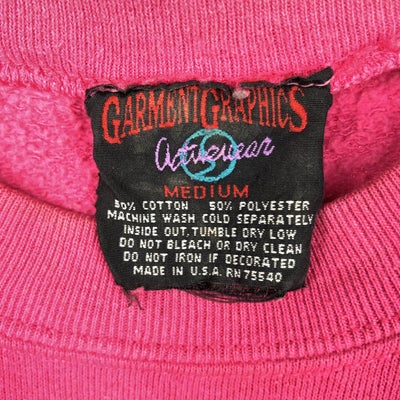 GARMENT GRAPHICS
Activewear
MEDIUM
50% COTTON 50% POLYESTER
MACHINE WASH COLD SEPARATELY
INSIDE OUT. TUMBLE DRY LOW
DO NOT BLEACH OR DRY CLEAN
DO NOT IRON IF DECORATED
MADE IN U.S.A. RN 75540